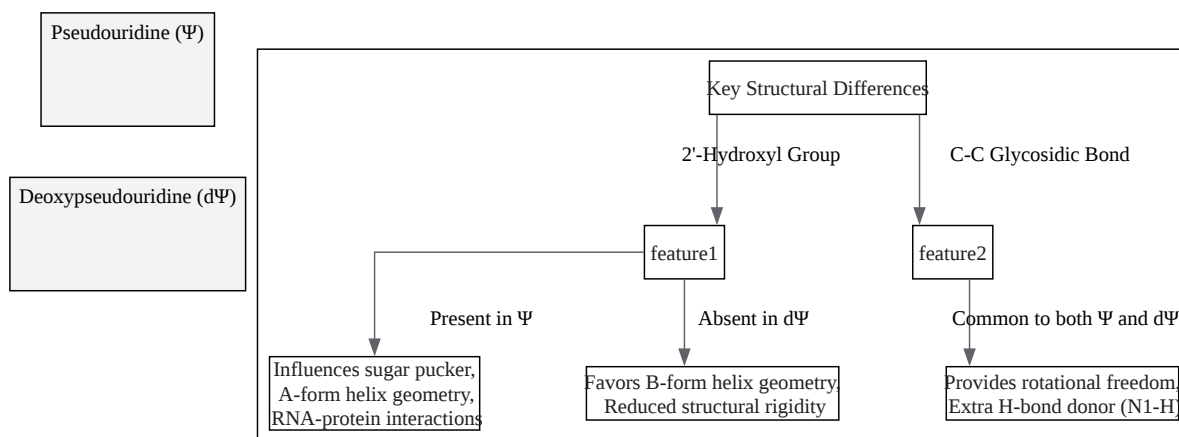 Pseudouridine (Ψ)
Deoxypseudouridine (dΨ)
Key Structural Differences
2'-Hydroxyl Group
C-C Glycosidic Bond
feature1
feature2
Present in Ψ
Absent in dΨ
Common to both Ψ and dΨ
Influences sugar pucker,
A-form helix geometry,
RNA-protein interactions
Favors B-form helix geometry,
Reduced structural rigidity
Provides rotational freedom,
Extra H-bond donor (N1-H)